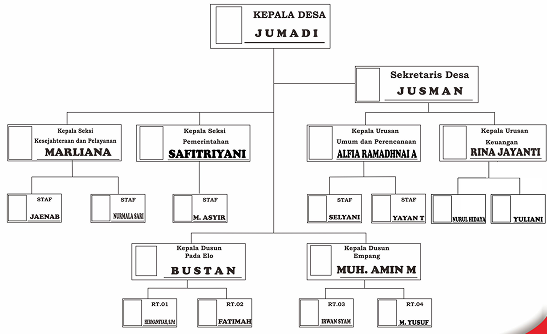 KEPALA DESA
JUMADI
Sekretaris Desa
JUSMAN
Kepala Seksi
Kesejahteraan dan Pelayanan
MARLIANA
Kepala Seksi
Pemerintahan
SAFITRIYANI
Kepala Urusan
Umum dan Perencanaan
ALFIA RAMADHNAI A
Kepala Urusan
Keuangan
RINA JAYANTI
STAF
JAENAB
STAF
NURMALA SARI
STAF
M. ASYIR
STAF
SELYANI
STAF
YAYAN T
NURUL HIDAYA
YULIANI
Kepala Dusun
Pada Elo
BUSTAN
Kepala Dusun
Empang
MUH. AMIN M
RT.01
RT.02
FATIMAH
RT.03
IRWAN SYAM
RT.04
M. YUSUF